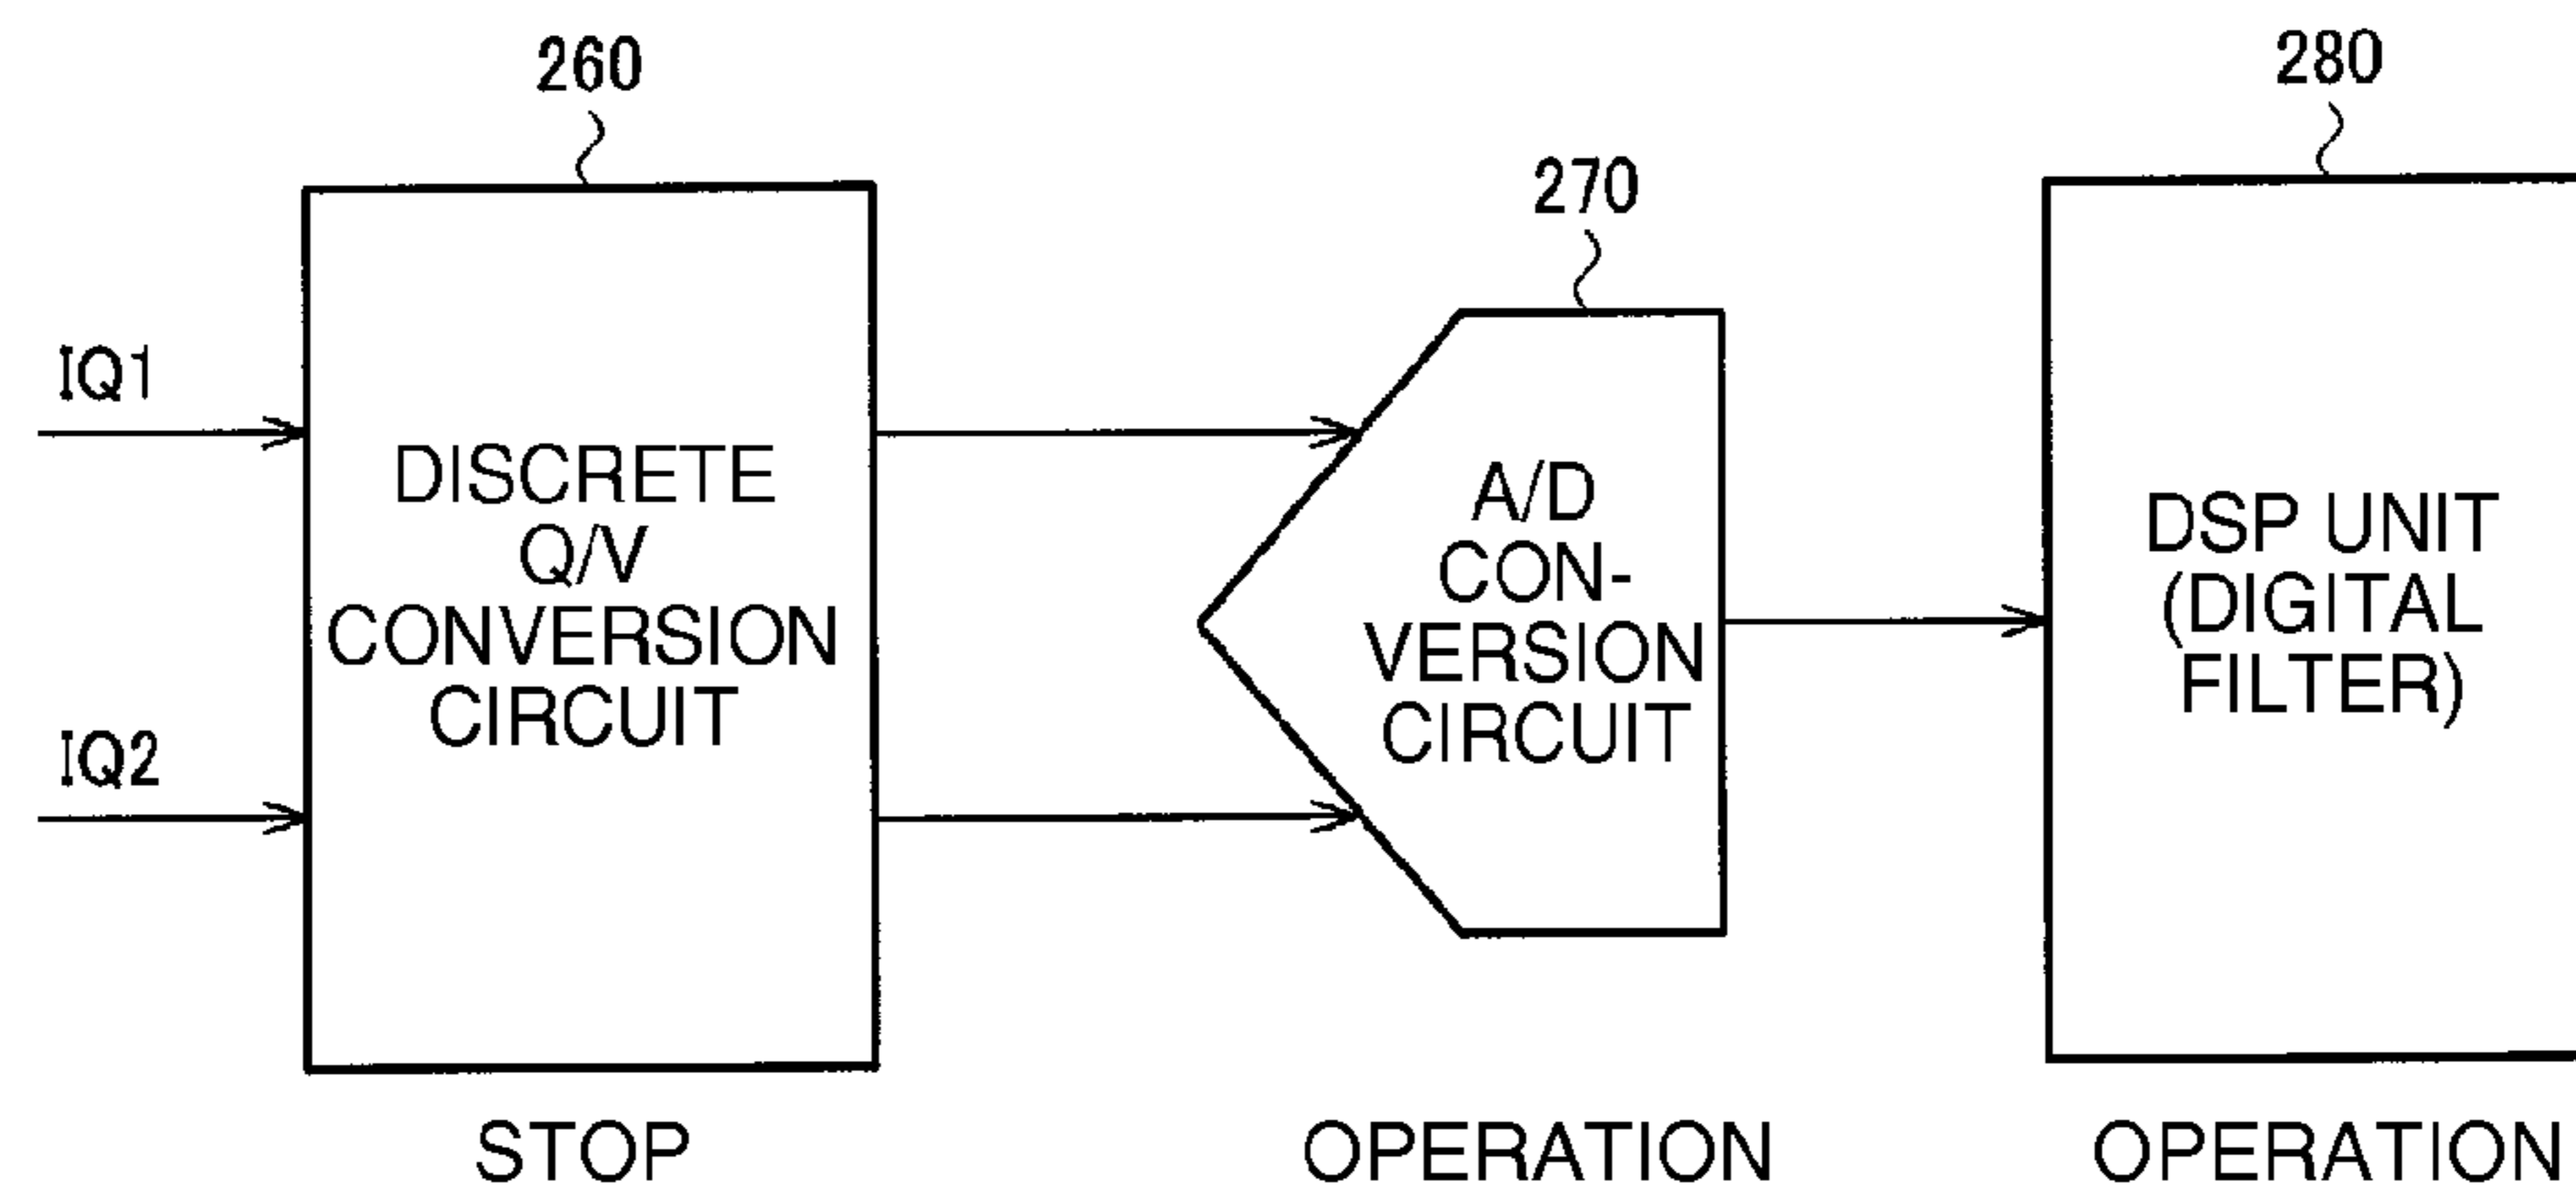 260
270
280
IQ1
IQ2
DISCRETE
Q/V
CONVERSION
CIRCUIT
A/D
CON-
VERSION
CIRCUIT
DSP UNIT
(DIGITAL
FILTER)
STOP
OPERATION
OPERATION